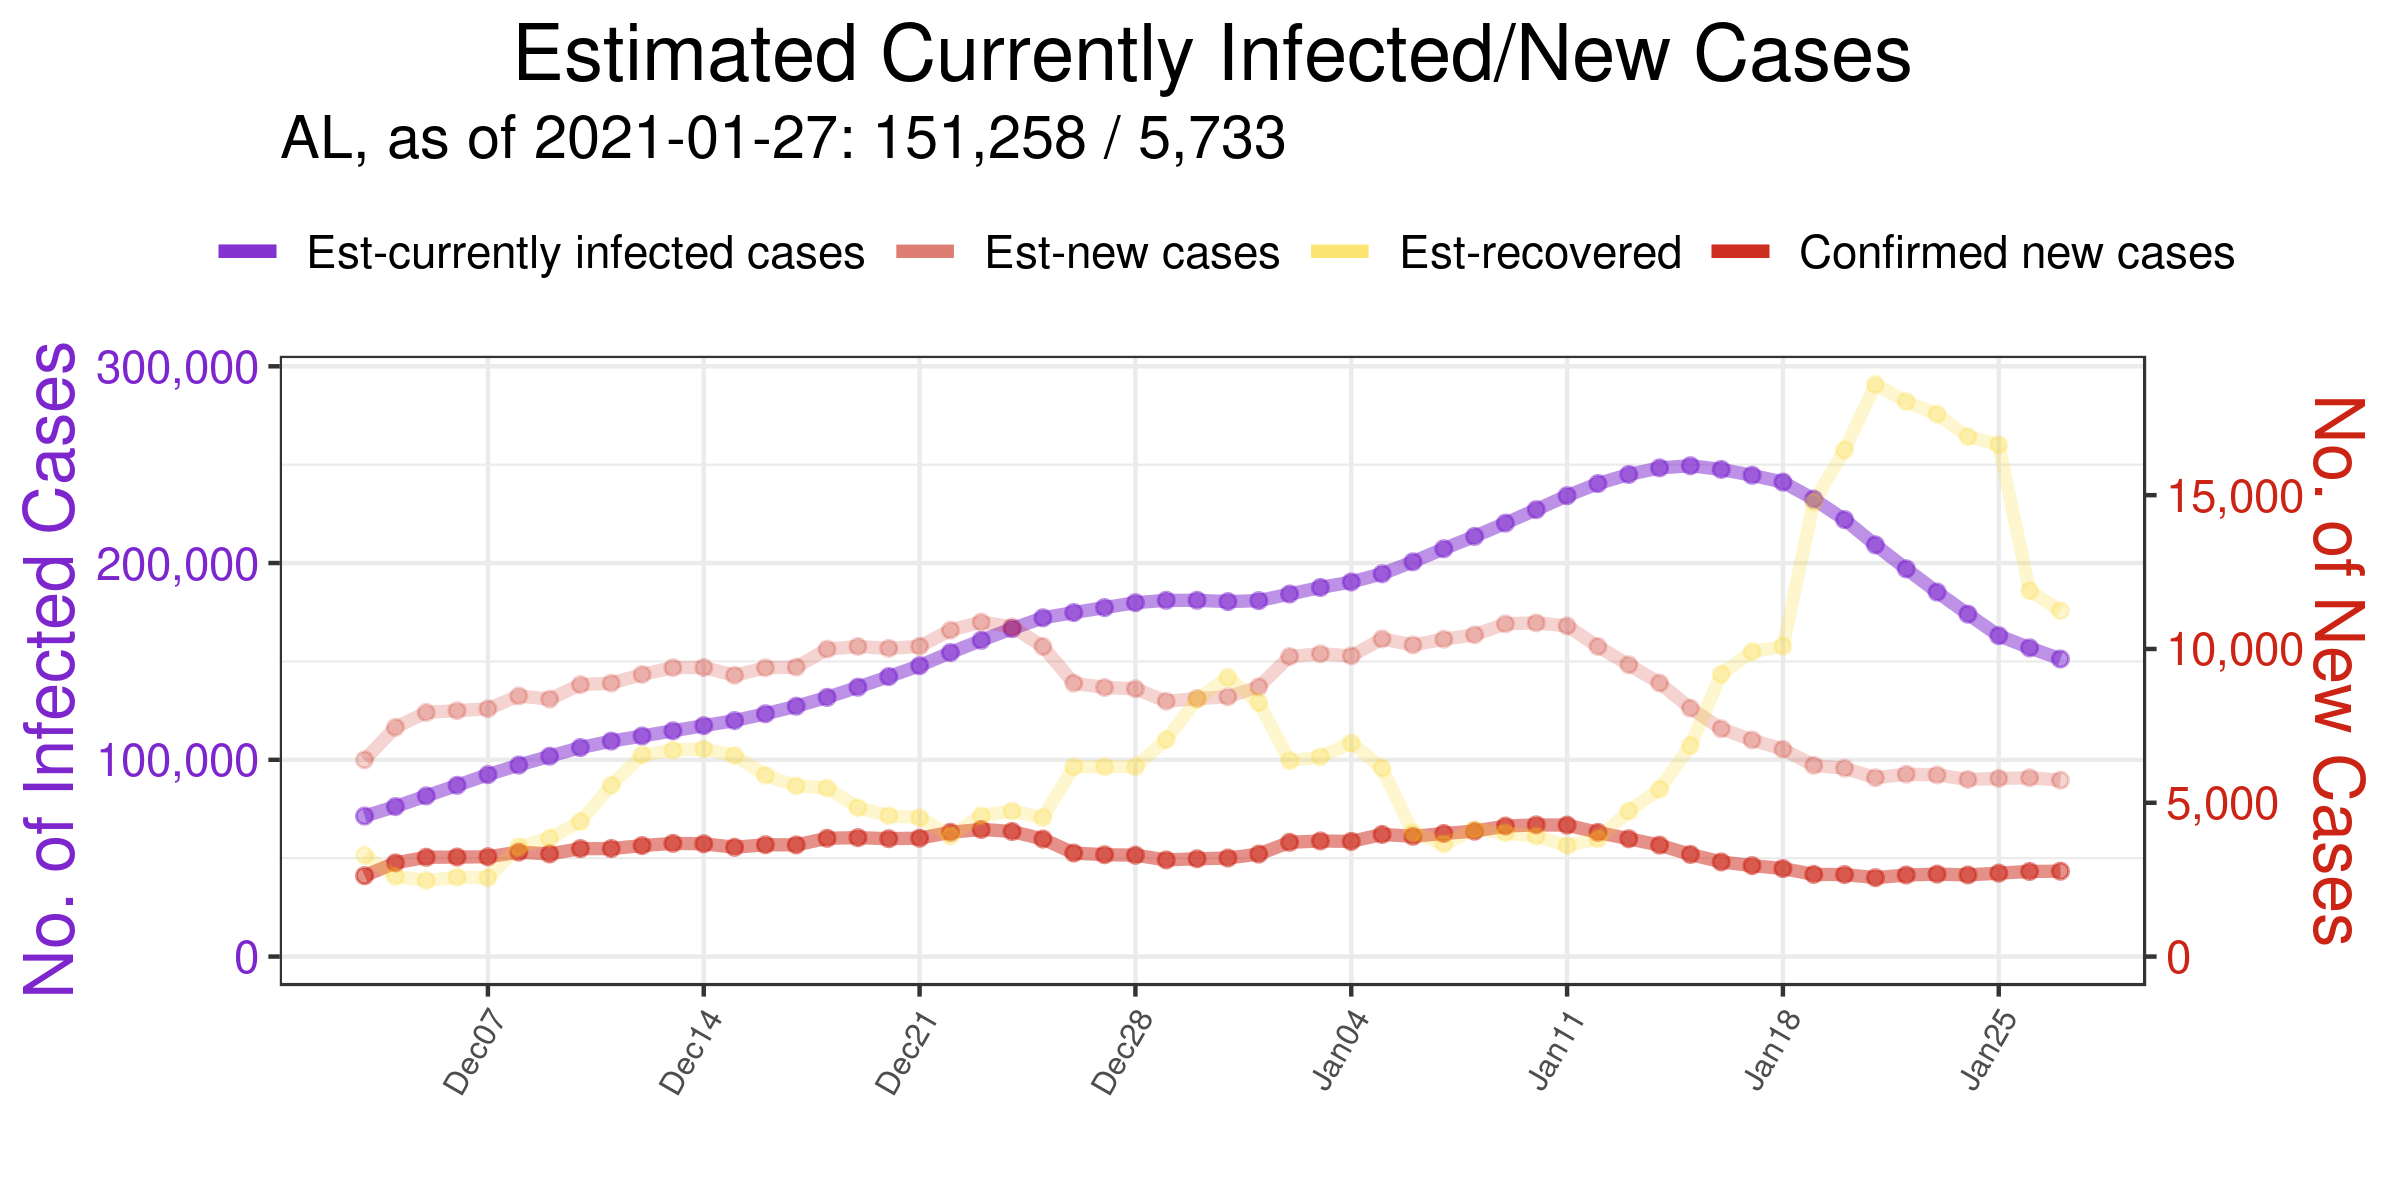 Estimated Currently Infected/New Cases
AL, as of 2021-01-27: 151,258 / 5,733
Est-currently infected cases Est-new cases Est-recovered Confirmed new cases
No. of Infected Cases
300,000
200,000
100,000
0
15,000
10,000
5,000
0
No. of New Cases
Dec07 Dec14 Dec21 Dec28 Jan04 Jan11 Jan18 Jan25